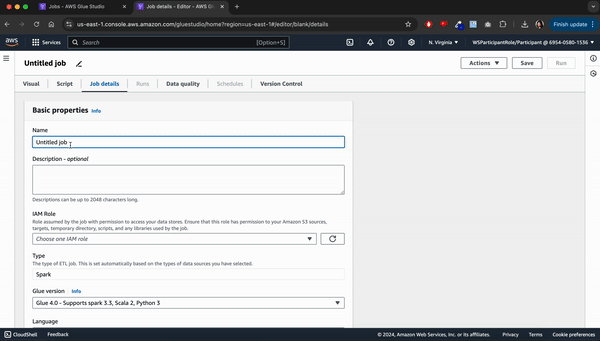 Jobs - AWS Glue Studio
Job details - Editor - AWS G
us-east-1.console.aws.amazon.com/gluestudio/home?region=us-east-1#/editor/blank/details
Finish update
aws
Services
Search
[Option+S]
N. Virginia
WSParticipantRole/Participant @ 6954-0580-1536
Untitled job
Actions
Save
Run
Visual
Script
Job details
Runs
Data quality
Schedules
Version Control
Basic properties Info
Name
Untitled job
Description - optional
Descriptions can be up to 2048 characters long.
IAM Role
Role assumed by the job with permission to access your data stores. Ensure that this role has permission to your Amazon S3 sources,
targets, temporary directory, scripts, and any libraries used by the job.
Choose one IAM role
Type
The type of ETL job. This is set automatically based on the types of data sources you have selected.
Spark
Glue version Info
Glue 4.0 - Supports spark 3.3, Scala 2, Python 3
Language
CloudShell
Feedback
© 2024, Amazon Web Services, Inc. or its affiliates.
Privacy
Terms
Cookie preferences